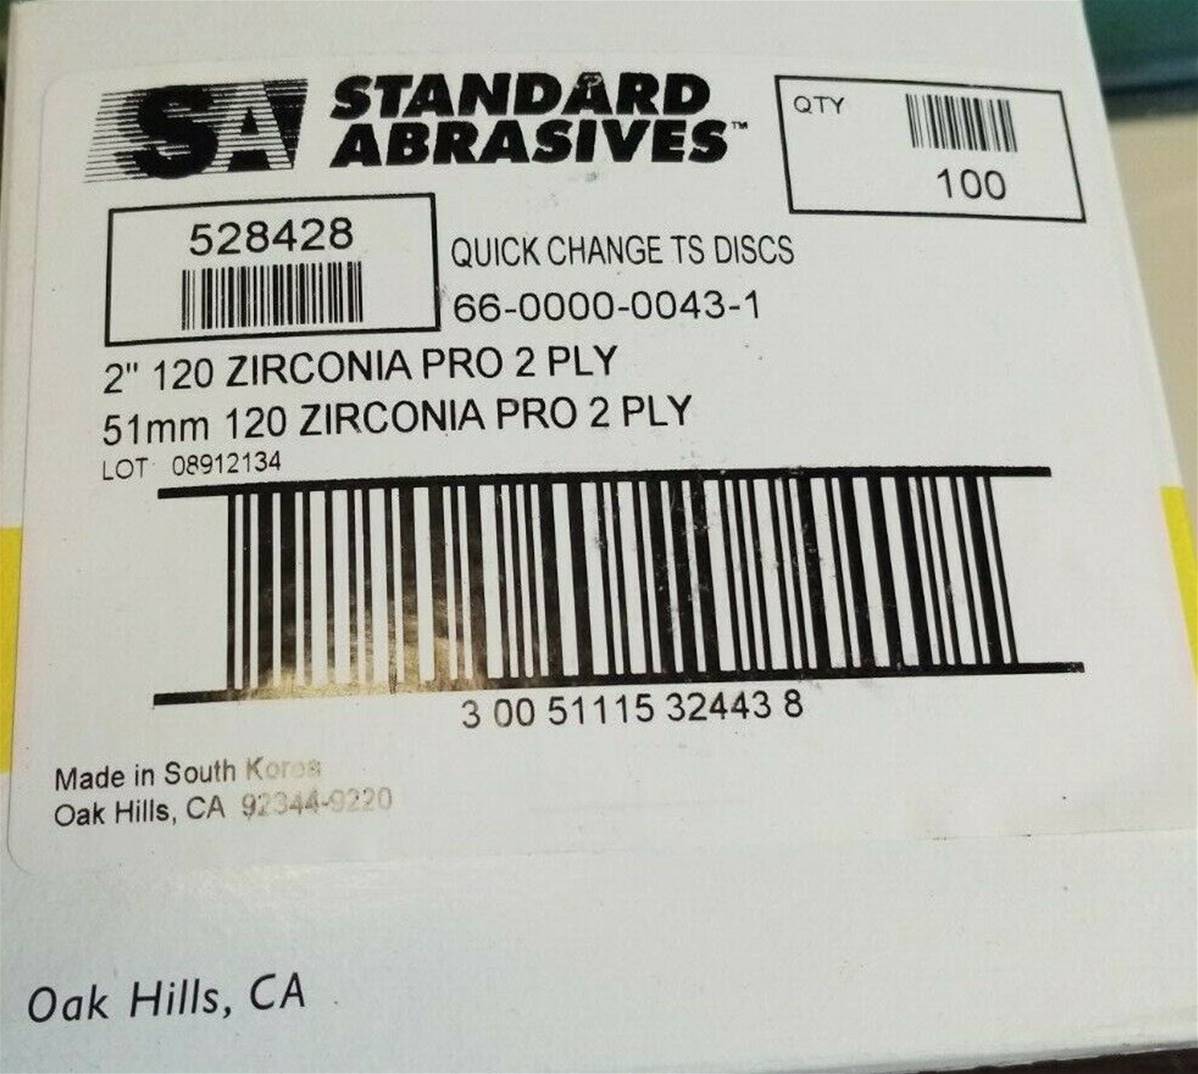 SA STANDARD
ABRASIVES™
QTY
100
528428
QUICK CHANGE TS DISCS
66-0000-0043-1
2" 120 ZIRCONIA PRO 2 PLY
51mm 120 ZIRCONIA PRO 2 PLY
LOT 08912134
3 00 51115 32443 8
Made in South Korea
Oak Hills, CA 92344-9220
Oak Hills, CA